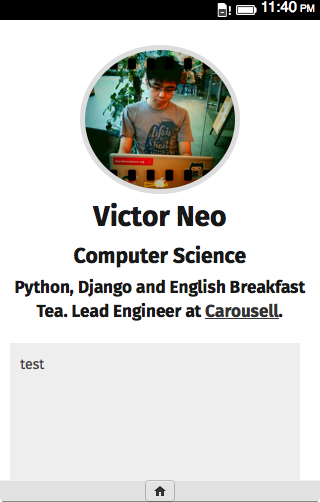 11:40 PM
Victor Neo
Computer Science
Python, Django and English Breakfast
Tea. Lead Engineer at Carousell.
test